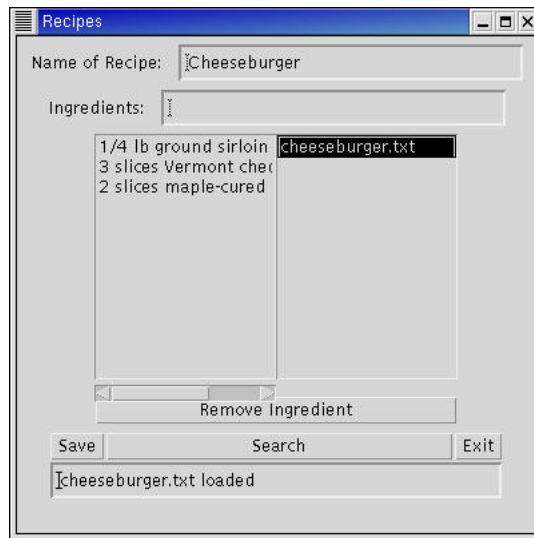 Recipes
Name of Recipe: Cheeseburger
Ingredients:
1/4 lb ground sirloin
3 slices Vermont che
2 slices maple-cured
cheeseburger.txt
Remove Ingredient
Save Search Exit
cheeseburger.txt loaded